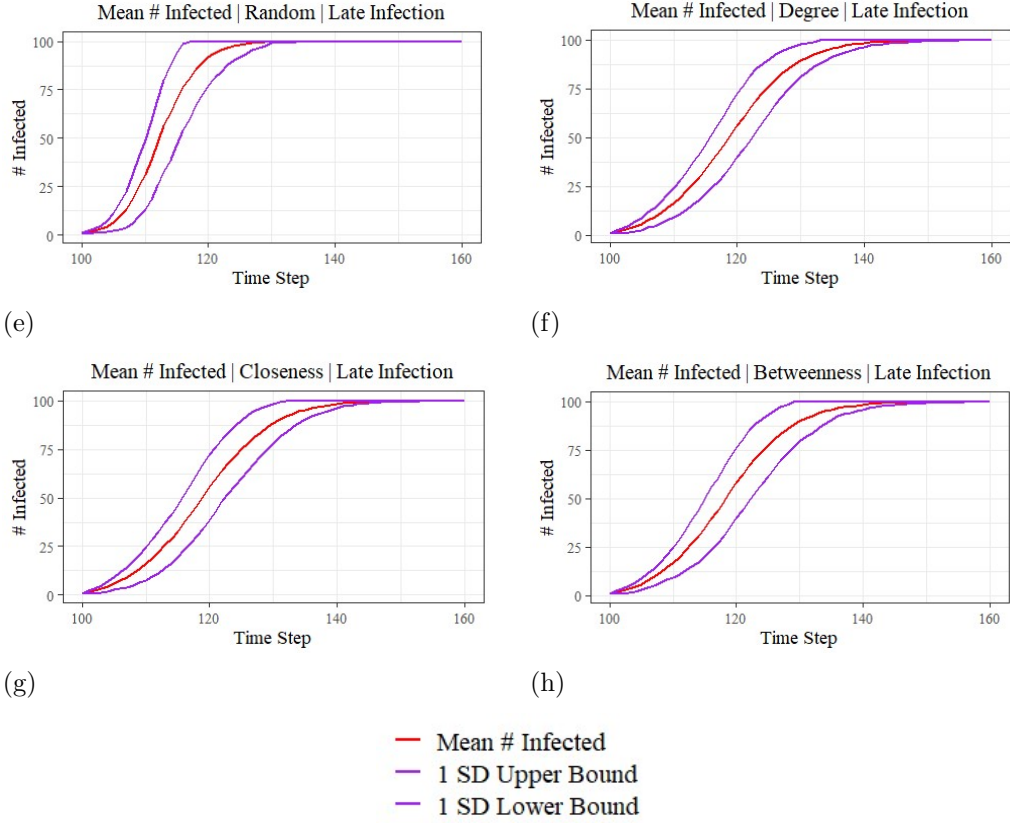 Mean # Infected | Random | Late Infection
# Infected
100
75
50
25
0
100
120
140
160
Time Step
(e)
Mean # Infected | Degree | Late Infection
# Infected
100
75
50
25
0
100
120
140
160
Time Step
(f)
Mean # Infected | Closeness | Late Infection
# Infected
100
75
50
25
0
100
120
140
160
Time Step
(g)
Mean # Infected | Betweenness | Late Infection
# Infected
100
75
50
25
0
100
120
140
160
Time Step
(h)
Mean # Infected
1 SD Upper Bound
1 SD Lower Bound